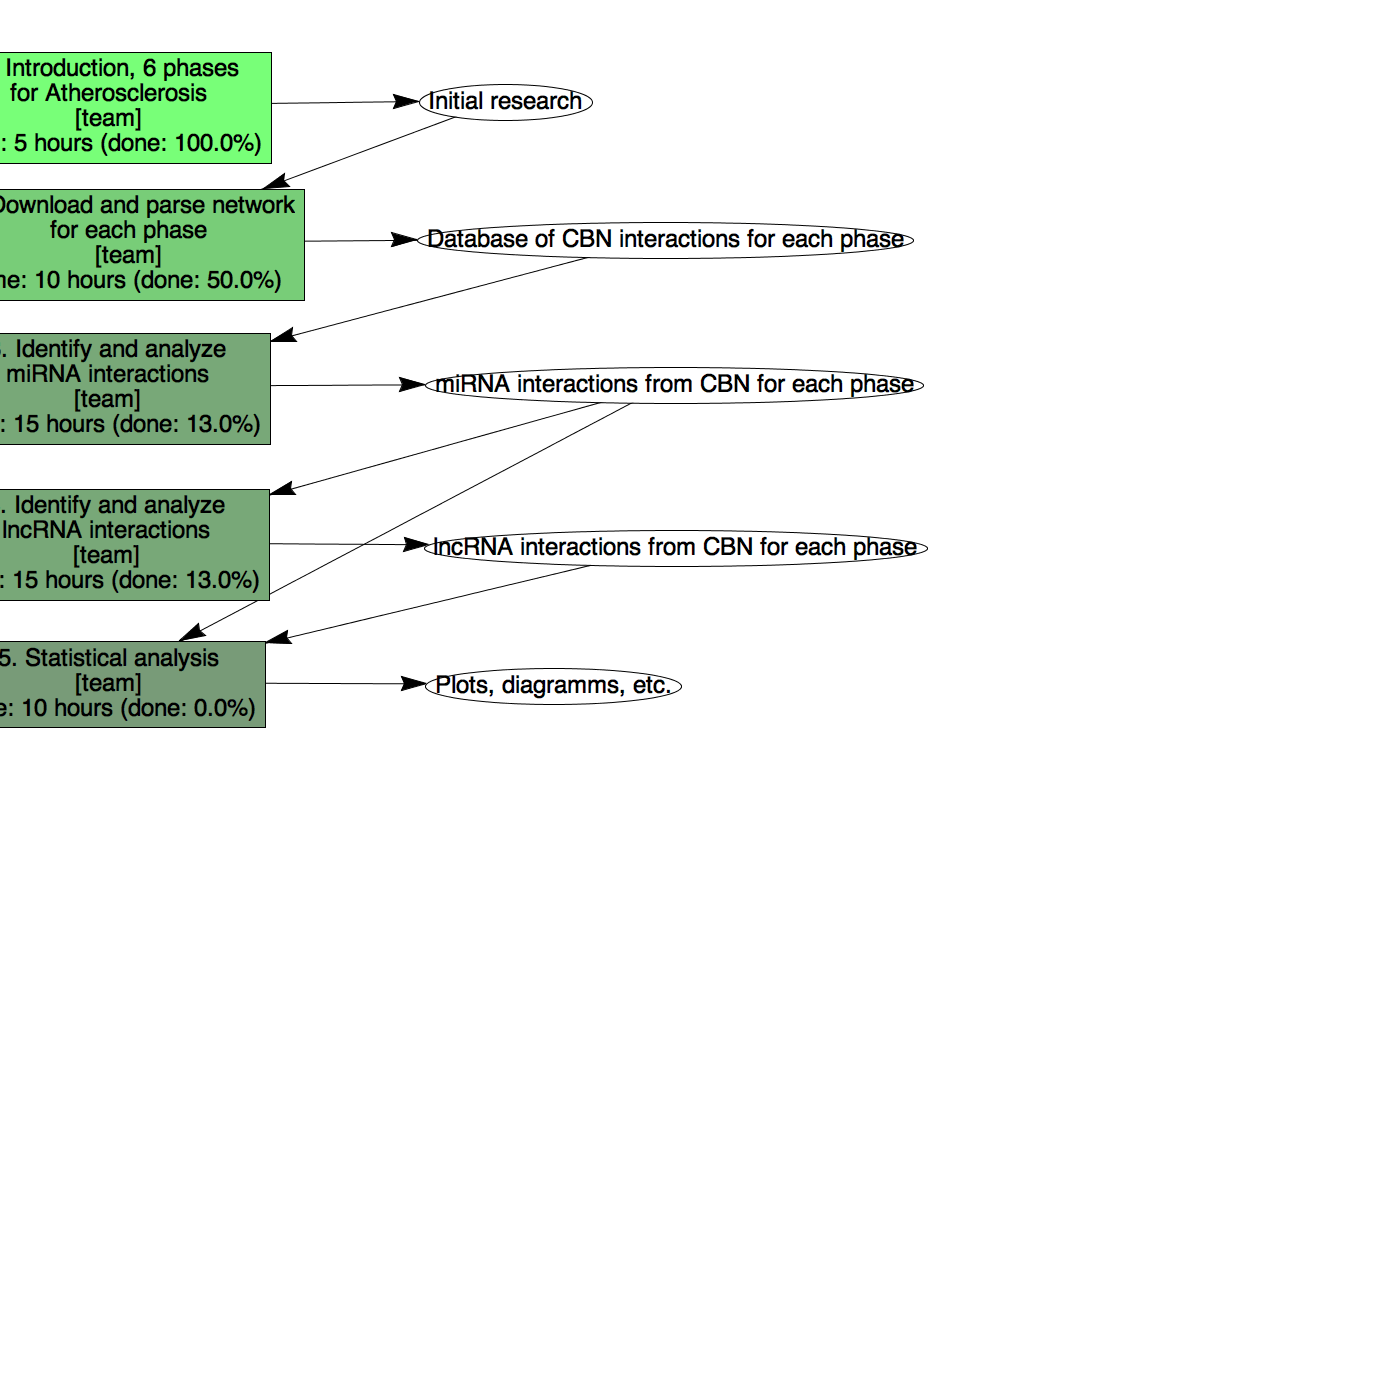 Introduction, 6 phases
for Atherosclerosis
[team]
: 5 hours (done: 100.0%)
Initial research
Download and parse network
for each phase
[team]
me: 10 hours (done: 50.0%)
Database of CBN interactions for each phase
. Identify and analyze
miRNA interactions
[team]
: 15 hours (done: 13.0%)
miRNA interactions from CBN for each phase
. Identify and analyze
lncRNA interactions
[team]
: 15 hours (done: 13.0%)
lncRNA interactions from CBN for each phase
5. Statistical analysis
[team]
e: 10 hours (done: 0.0%)
Plots, diagramms, etc.